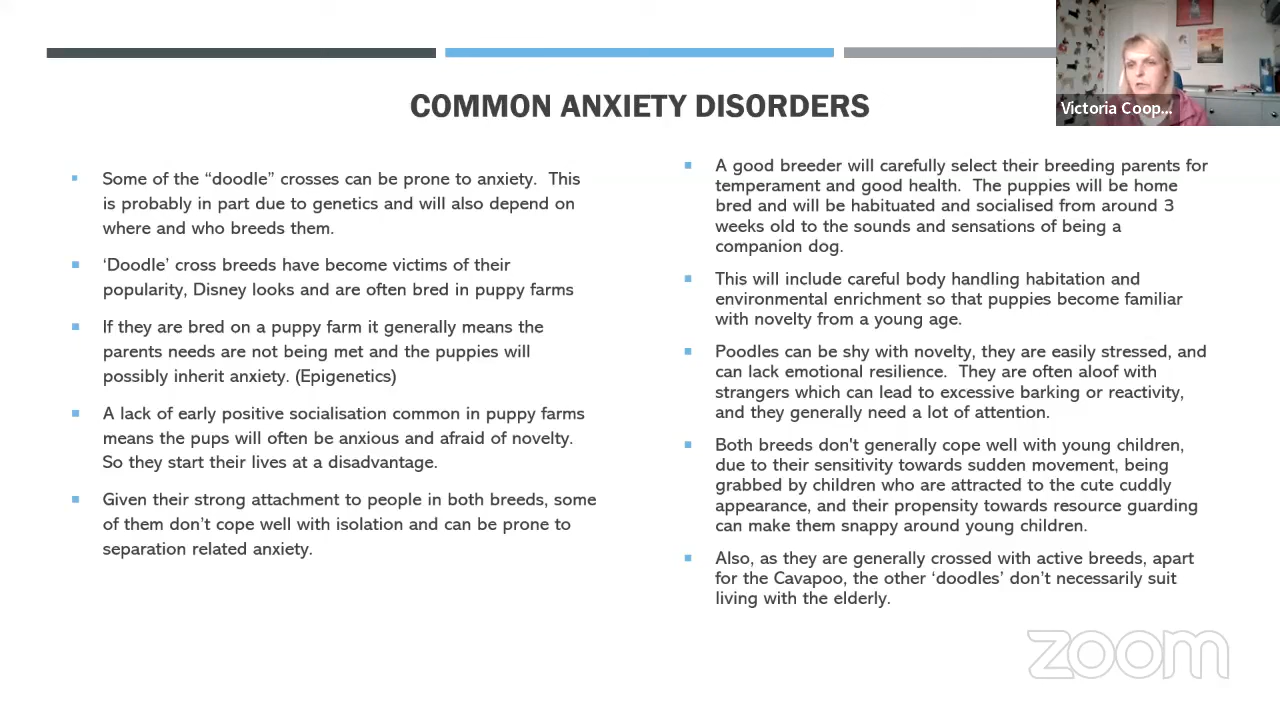 COMMON ANXIETY DISORDERS
Victoria Coop...
Some of the “doodle” crosses can be prone to anxiety. This
is probably in part due to genetics and will also depend on
where and who breeds them.
‘Doodle’ cross breeds have become victims of their
popularity, Disney looks and are often bred in puppy farms
If they are bred on a puppy farm it generally means the
parents needs are not being met and the puppies will
possibly inherit anxiety. (Epigenetics)
A lack of early positive socialisation common in puppy farms
means the pups will often be anxious and afraid of novelty.
So they start their lives at a disadvantage.
Given their strong attachment to people in both breeds, some
of them don’t cope well with isolation and can be prone to
separation related anxiety.
A good breeder will carefully select their breeding parents for
temperament and good health. The puppies will be home
bred and will be habituated and socialised from around 3
weeks old to the sounds and sensations of being a
companion dog.
This will include careful body handling habitation and
environmental enrichment so that puppies become familiar
with novelty from a young age.
Poodles can be shy with novelty, they are easily stressed, and
can lack emotional resilience. They are often aloof with
strangers which can lead to excessive barking or reactivity,
and they generally need a lot of attention.
Both breeds don't generally cope well with young children,
due to their sensitivity towards sudden movement, being
grabbed by children who are attracted to the cute cuddly
appearance, and their propensity towards resource guarding
can make them snappy around young children.
Also, as they are generally crossed with active breeds, apart
for the Cavapoo, the other ‘doodles’ don’t necessarily suit
living with the elderly.
zoom